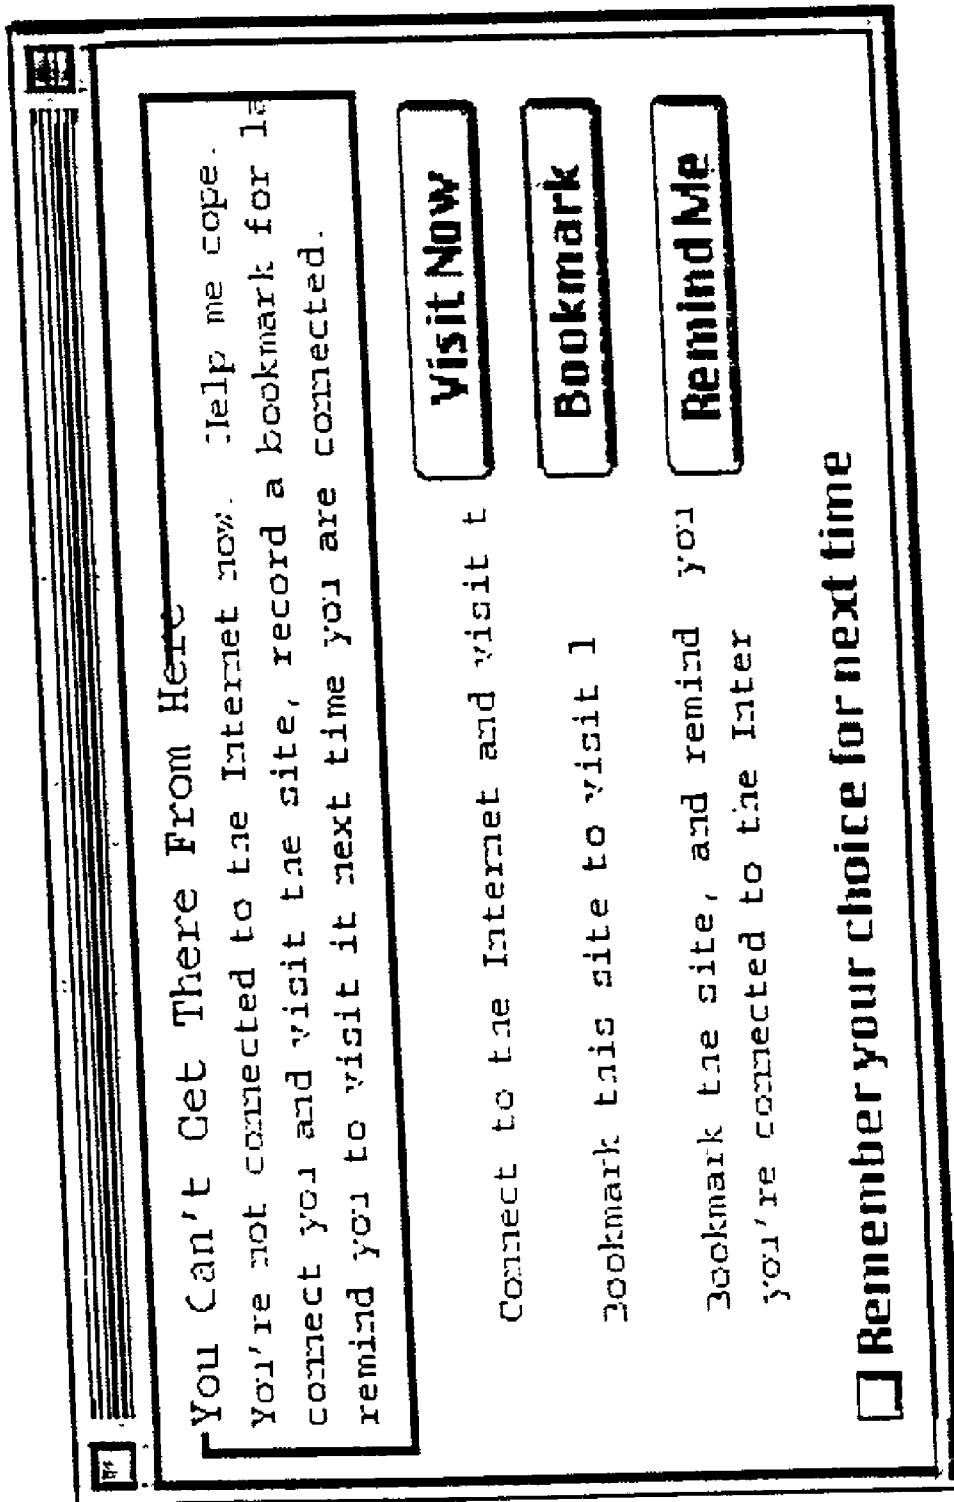 You Can't Get There From Here
You're not connected to the Internet now. Help me cope.
connect you and visit the site, record a bookmark for la
remind you to visit it next time you are connected.
Connect to the Internet and visit t
Visit Now
Bookmark this site to visit l
Bookmark
Bookmark the site, and remind you
you're connected to the Inter
Remind Me
Remember your choice for next time